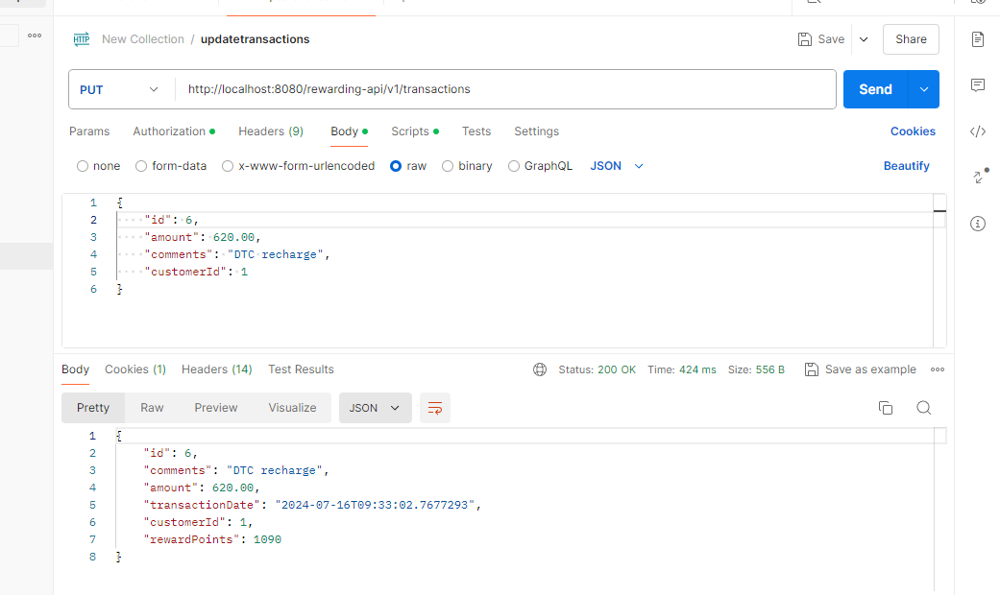 HTTP New Collection / updatetransactions Save Share
PUT http://localhost:8080/rewarding-api/v1/transactions Send
Params Authorization Headers (9) Body Scripts Tests Settings Cookies
none form-data x-www-form-urlencoded raw binary GraphQL JSON Beautify
1 {
2 "id": 6,
3 "amount": 620.00,
4 "comments": "DTC recharge",
5 "customerId": 1
6 }
Body Cookies (1) Headers (14) Test Results Status: 200 OK Time: 424 ms Size: 556 B Save as example
Pretty Raw Preview Visualize JSON
1 {
2 "id": 6,
3 "comments": "DTC recharge",
4 "amount": 620.00,
5 "transactionDate": "2024-07-16T09:33:02.7677293",
6 "customerId": 1,
7 "rewardPoints": 1090
8 }